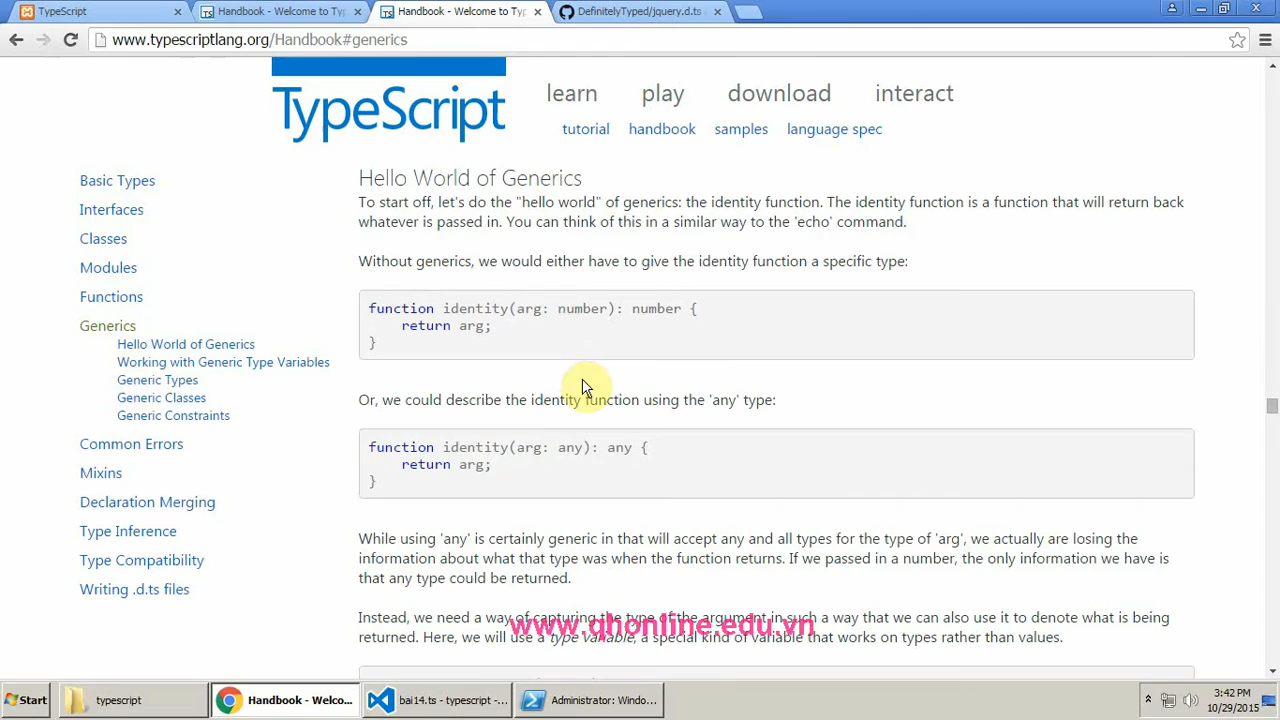 TypeScript
Handbook - Welcome to Typ
Handbook - Welcome to Typ
DefinitelyTyped/jquery.d.ts
www.typescriptlang.org/Handbook#generics
TypeScript
learn play download interact
tutorial handbook samples language spec
Basic Types
Interfaces
Classes
Modules
Functions
Generics
Hello World of Generics
Working with Generic Type Variables
Generic Types
Generic Classes
Generic Constraints
Common Errors
Mixins
Declaration Merging
Type Inference
Type Compatibility
Writing .d.ts files
Hello World of Generics
To start off, let's do the "hello world" of generics: the identity function. The identity function is a function that will return back
whatever is passed in. You can think of this in a similar way to the 'echo' command.
Without generics, we would either have to give the identity function a specific type:
function identity(arg: number): number {
return arg;
}
Or, we could describe the identity function using the 'any' type:
function identity(arg: any): any {
return arg;
}
While using 'any' is certainly generic in that will accept any and all types for the type of 'arg', we actually are losing the
information about what that type was when the function returns. If we passed in a number, the only information we have is
that any type could be returned.
Instead, we need a way of capturing the type of the argument in such a way that we can also use it to denote what is being
returned. Here, we will use a type variable, a special kind of variable that works on types rather than values.
www.qhonline.edu.vn
Start
typescript
Handbook - Welco...
bai14.ts - typescript -...
Administrator: Windo...
3:42 PM
10/29/2015